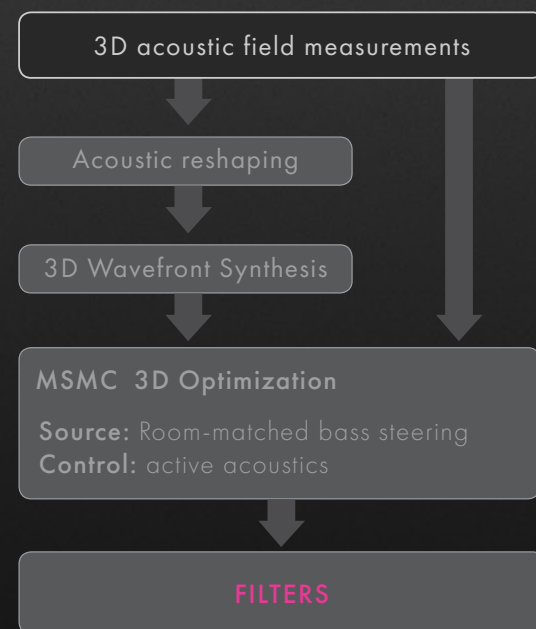 3D acoustic field measurements
Acoustic reshaping
3D Wavefront Synthesis
MSMC 3D Optimization
Source: Room-matched bass steering
Control: active acoustics
FILTERS